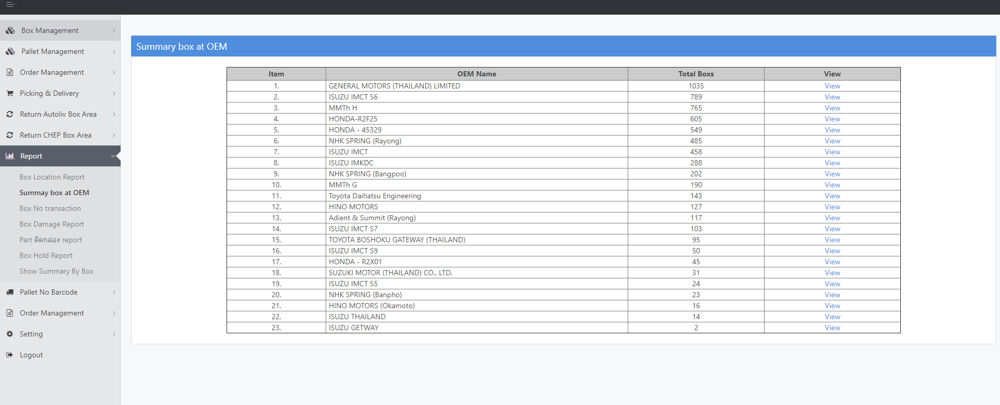 Box Management
Pallet Management
Order Management
Picking & Delivery
Return Autoliv Box Area
Return CHEP Box Area
Report
Box Location Report
Summay box at OEM
Box No transaction
Box Damage Report
Part ติดกล่อง report
Box Hold Report
Show Summary By Box
Pallet No Barcode
Order Management
Setting
Logout
Summary box at OEM
Item OEM Name Total Boxs View
1. GENERAL MOTORS (THAILAND) LIMITED 1035 View
2. ISUZU IMCT S6 789 View
3. MMTh H 765 View
4. HONDA-R2F25 605 View
5. HONDA - 45329 549 View
6. NHK SPRING (Rayong) 485 View
7. ISUZU IMCT 458 View
8. ISUZU IMKDC 288 View
9. NHK SPRING (Bangpoo) 202 View
10. MMTh G 190 View
11. Toyota Daihatsu Engineering 143 View
12. HINO MOTORS 127 View
13. Adient & Summit (Rayong) 117 View
14. ISUZU IMCT S7 103 View
15. TOYOTA BOSHOKU GATEWAY (THAILAND) 95 View
16. ISUZU IMCT S9 50 View
17. HONDA - R2X01 45 View
18. SUZUKI MOTOR (THAILAND) CO., LTD. 31 View
19. ISUZU IMCT S5 24 View
20. NHK SPRING (Banpho) 23 View
21. HINO MOTORS (Okamoto) 16 View
22. ISUZU THAILAND 14 View
23. ISUZU GETWAY 2 View